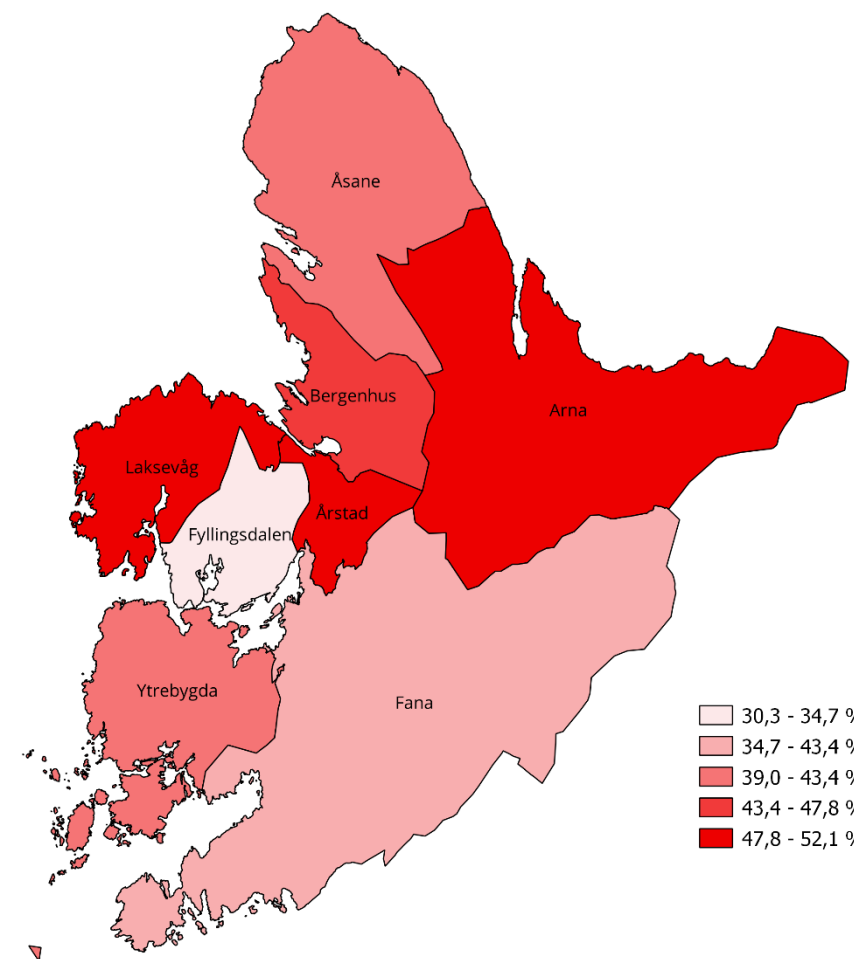 Åsane
Bergenhus
Arna
Laksevåg
Årstad
Fyllingsdalen
Ytrebygda
Fana
30,3 - 34,7 %
34,7 - 43,4 %
39,0 - 43,4 %
43,4 - 47,8 %
47,8 - 52,1 %